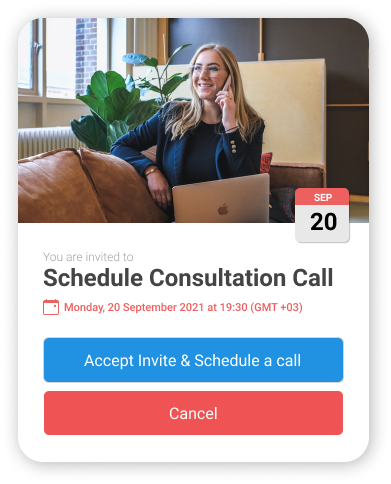 SEP
20
You are invited to
Schedule Consultation Call
Monday, 20 September 2021 at 19:30 (GMT +03)
Accept Invite & Schedule a call
Cancel